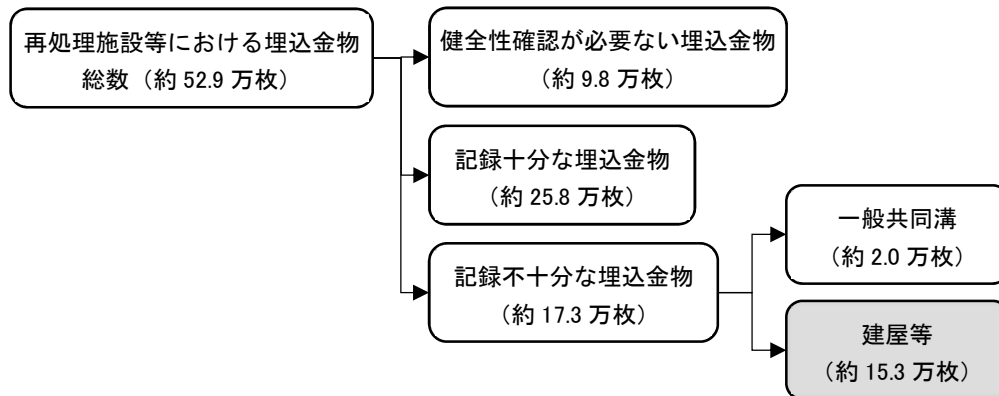 再処理施設等における埋込金物
総数（約 52.9 万枚）
健全性確認が必要ない埋込金物
（約 9.8 万枚）
記録十分な埋込金物
（約 25.8 万枚）
記録不十分な埋込金物
（約 17.3 万枚）
一般共同溝
（約 2.0 万枚）
建屋等
（約 15.3 万枚）